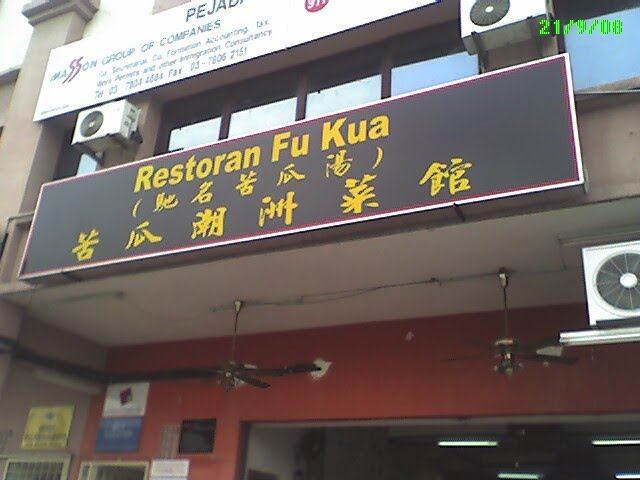 21/9/08
PEJABA
MASSON GROUP OF COMPANIES
Co. Secretarial, Co. Formation Accounting, Tax,
Work Permits and other Immigration Consultancy
Tel 03 - 7804 4684 Fax 03 - 7806 2151
Restoran Fu Kua
(馳名苦瓜湯)
苦瓜潮洲菜館